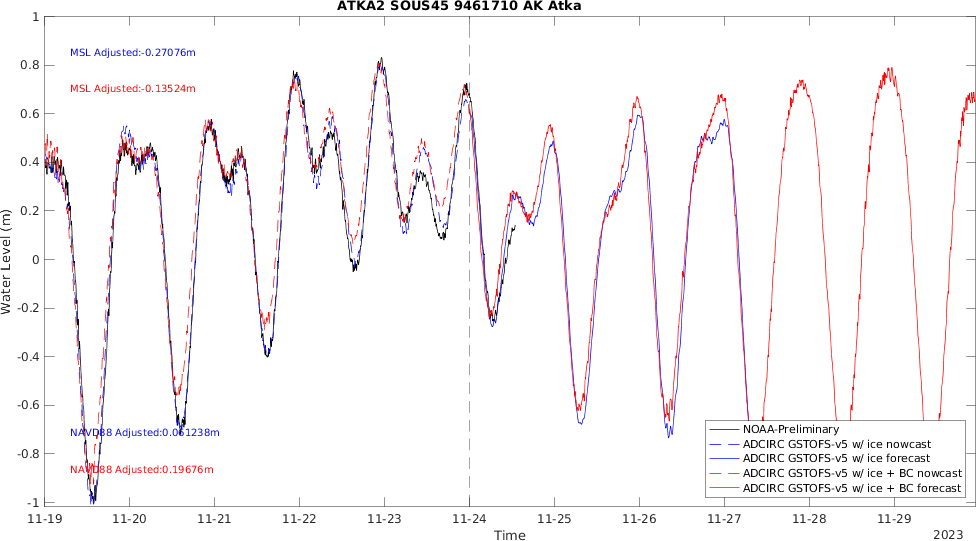 ATKA2 SOUS45 9461710 AK Atka
MSL Adjusted:-0.27076m
MSL Adjusted:-0.13524m
NAVD88 Adjusted:0.061238m
NAVD88 Adjusted:0.19676m
Water Level (m)
1
0.8
0.6
0.4
0.2
0
-0.2
-0.4
-0.6
-0.8
-1
NOAA-Preliminary
ADCIRC GSTOFS-v5 w/ ice nowcast
ADCIRC GSTOFS-v5 w/ ice forecast
ADCIRC GSTOFS-v5 w/ ice + BC nowcast
ADCIRC GSTOFS-v5 w/ ice + BC forecast
11-19 11-20 11-21 11-22 11-23 11-24 11-25 11-26 11-27 11-28 11-29
Time
2023